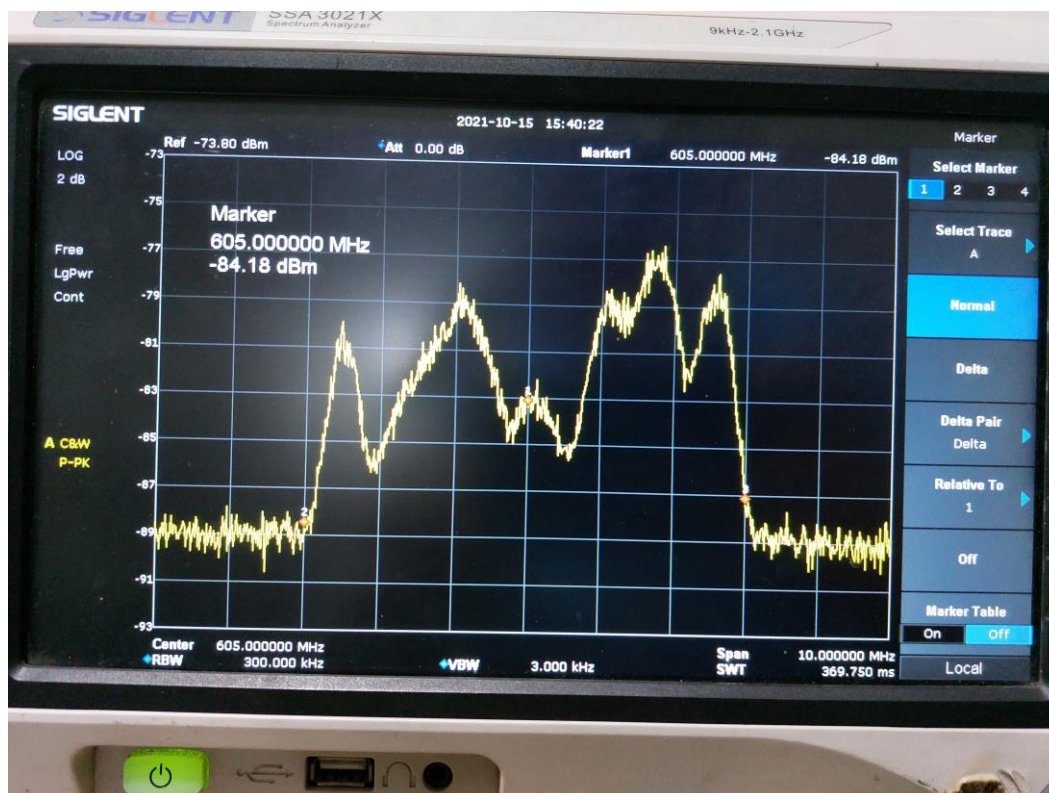 SIGLENT SSA 3021X
Spectrum Analyzer
9kHz-2.1GHz
SIGLENT
2021-10-15 15:40:22
Marker
Ref -73.80 dBm
Att 0.00 dB
Marker1 605.000000 MHz -84.18 dBm
LOG
2 dB
Free
LgPwr
Cont
A C&W
P-PK
-73
-75
-77
-79
-81
-83
-85
-87
-89
-91
-93
Marker
605.000000 MHz
-84.18 dBm
1
2
3
Center 605.000000 MHz
RBW 300.000 kHz
VBW 3.000 kHz
Span 10.000000 MHz
SWT 369.750 ms
Select Marker
1 2 3 4
Select Trace
A
Normal
Delta
Delta Pair
Delta
Relative To
1
Off
Marker Table
On Off
Local